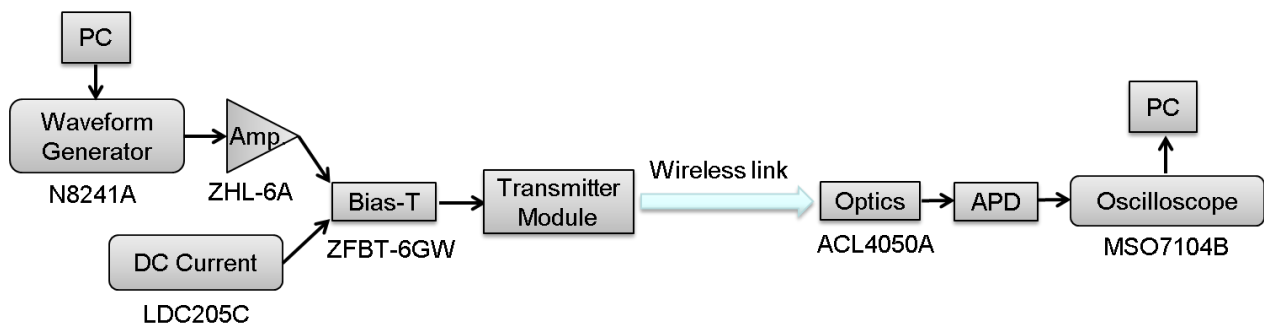 PC
Waveform
Generator
N8241A
Amp.
ZHL-6A
DC Current
LDC205C
Bias-T
ZFBT-6GW
Transmitter
Module
Wireless link
Optics
ACL4050A
APD
PC
Oscilloscope
MSO7104B